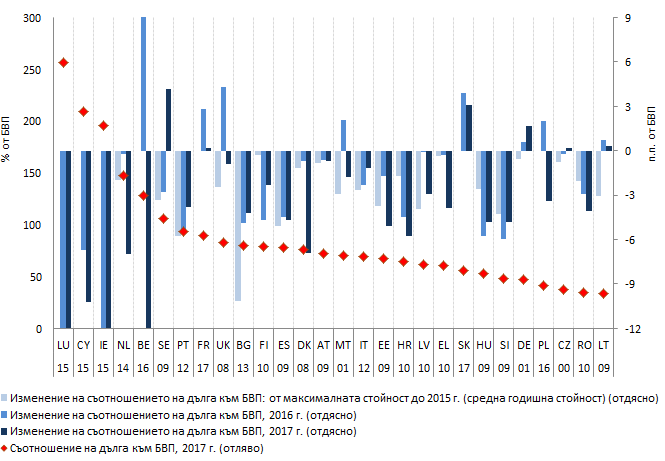 300 9
250 6
200 3
150 0
100 -3
50 -6
0 -9
-12
% от БВП
п.п. от БВП
LU CY IE NL BE SE PT FR UK BG FI ES DK AT MT IT EE HR LV EL SK HU SI DE PL CZ RO LT
15 15 15 14 16 09 12 17 08 13 10 09 08 09 01 12 09 10 10 10 17 09 09 01 16 00 10 09
Изменение на съотношението на дълга към БВП: от максималната стойност до 2015 г. (средна годишна стойност) (отдясно)
Изменение на съотношението на дълга към БВП, 2016 г. (отдясно)
Изменение на съотношението на дълга към БВП, 2017 г. (отдясно)
Съотношение на дълга към БВП, 2017 г. (отляво)